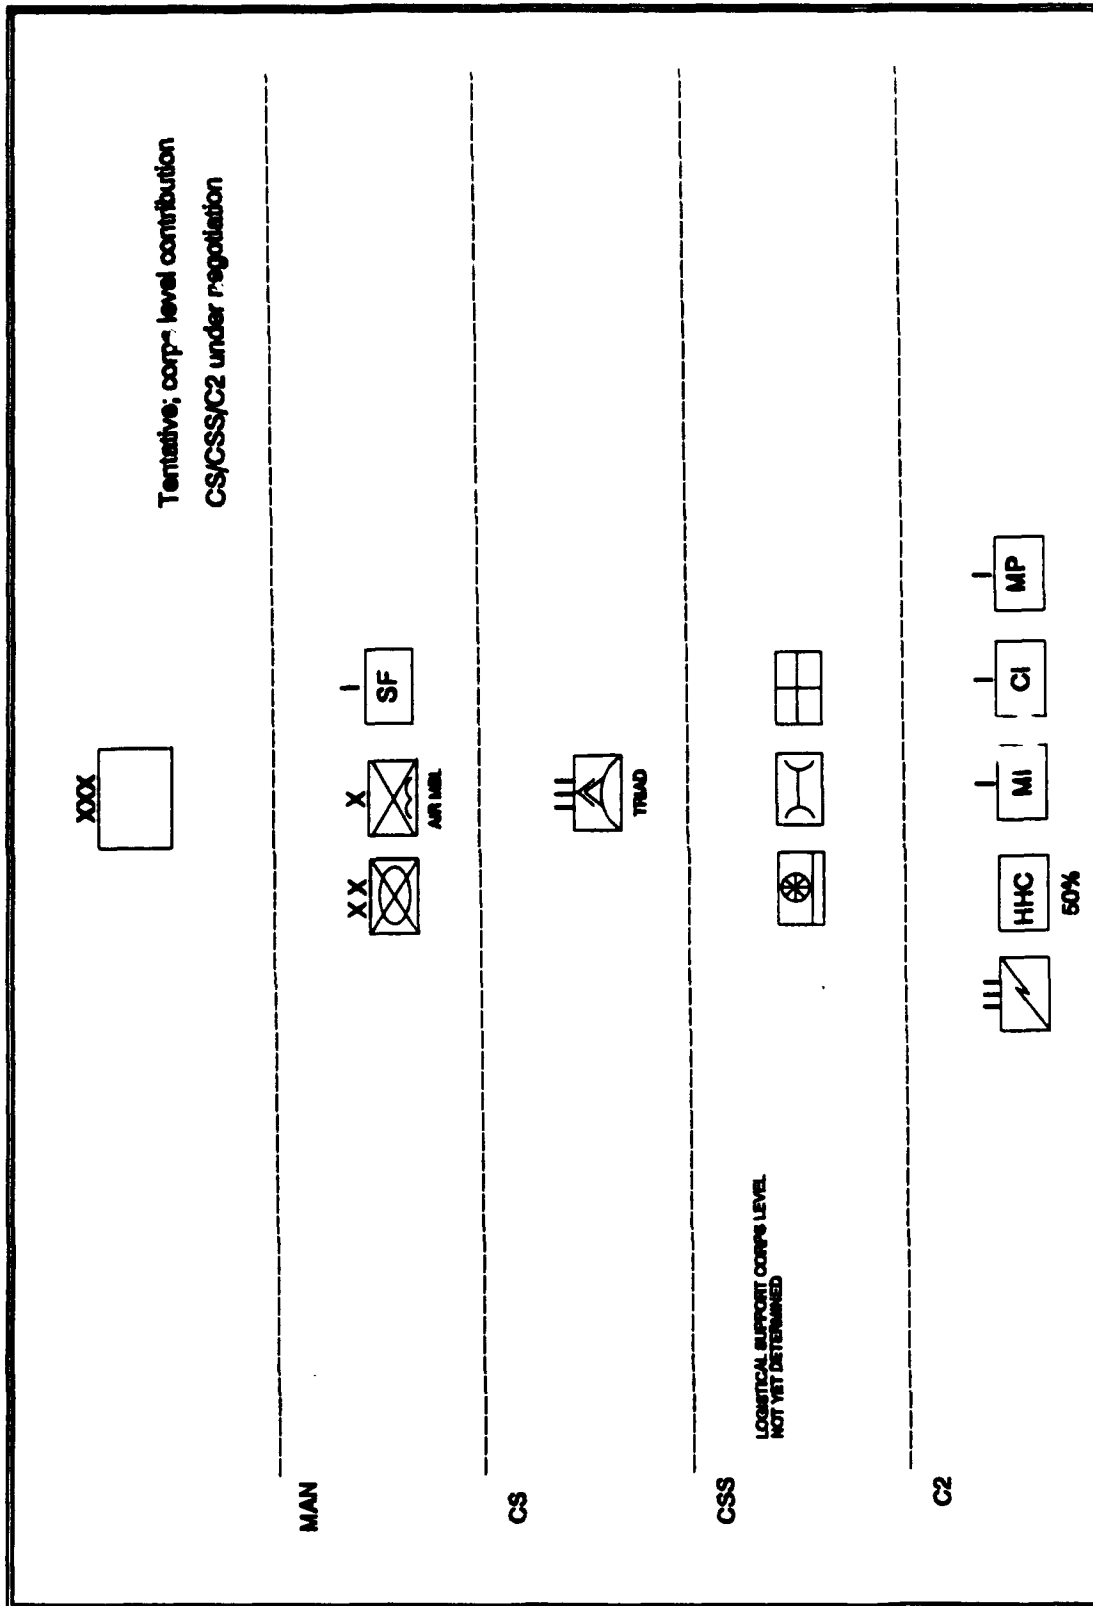 XXX
Tentative; corps level contribution
CS/CSS/C2 under negotiation
MAN
XX
X
I
SF
AIR MBL
CS
III
TRIAD
CSS
LOGISTICAL SUPPORT CORPS LEVEL
NOT YET DETERMINED
C2
III
I
I
I
HHC
MI
CI
MP
50%